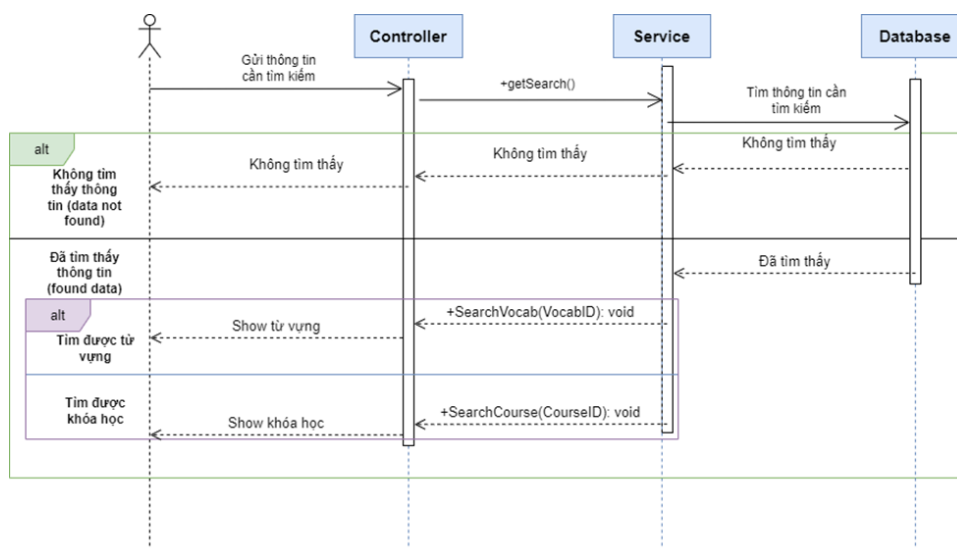 Controller
Service
Database
Gửi thông tin
cần tìm kiếm
+getSearch()
Tìm thông tin cần
tìm kiếm
alt
Không tìm
thấy thông
tin (data not
found)
Không tìm thấy
Không tìm thấy
Không tìm thấy
Đã tìm thấy
thông tin
(found data)
Đã tìm thấy
alt
Tìm được từ
vựng
Show từ vựng
+SearchVocab(VocabID): void
Tìm được
khóa học
Show khóa học
+SearchCourse(CourseID): void